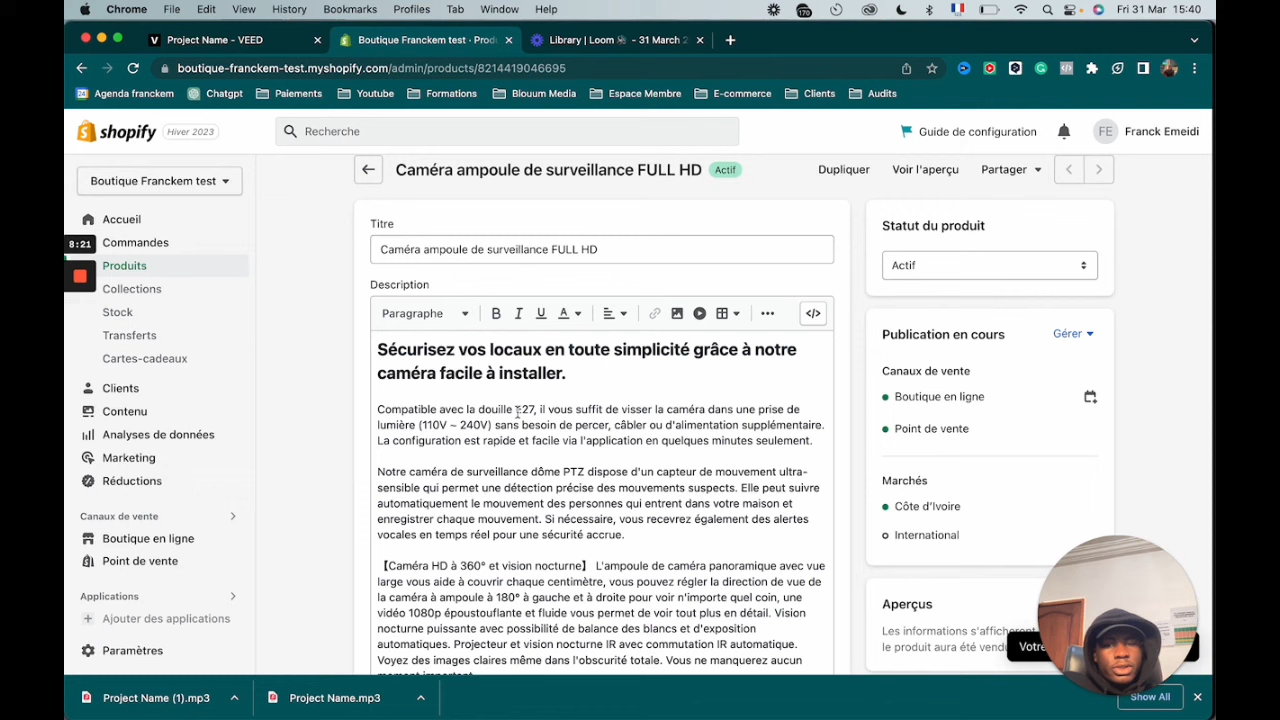 Chrome File Edit View History Bookmarks Profiles Tab Window Help
170
Fri 31 Mar 15:40
Project Name - VEED
Boutique Franckem test · Prod
Library | Loom
- 31 March 2
boutique-franckem-test.myshopify.com/admin/products/8214419046695
Agenda franckem Chatgpt Paiements Youtube Formations Blouum Media Espace Membre E-commerce Clients Audits
shopify Hiver 2023
Recherche
Guide de configuration
FE Franck Emeidi
Boutique Franckem test
Accueil
8:21
Commandes
Produits
Collections
Stock
Transferts
Cartes-cadeaux
Clients
Contenu
Analyses de données
Marketing
Réductions
Canaux de vente
Boutique en ligne
Point de vente
Applications
Ajouter des applications
Paramètres
Caméra ampoule de surveillance FULL HD Actif
Dupliquer Voir l'aperçu Partager
Titre
Caméra ampoule de surveillance FULL HD
Description
Paragraphe B I U A </>
Sécurisez vos locaux en toute simplicité grâce à notre
caméra facile à installer.
Compatible avec la douille E27, il vous suffit de visser la caméra dans une prise de
lumière (110V ~ 240V) sans besoin de percer, câbler ou d'alimentation supplémentaire.
La configuration est rapide et facile via l'application en quelques minutes seulement.
Notre caméra de surveillance dôme PTZ dispose d'un capteur de mouvement ultra-
sensible qui permet une détection précise des mouvements suspects. Elle peut suivre
automatiquement le mouvement des personnes qui entrent dans votre maison et
enregistrer chaque mouvement. Si nécessaire, vous recevrez également des alertes
vocales en temps réel pour une sécurité accrue.
【Caméra HD à 360° et vision nocturne】 L'ampoule de caméra panoramique avec vue
large vous aide à couvrir chaque centimètre, vous pouvez régler la direction de vue de
la caméra à ampoule à 180° à gauche et à droite pour voir n'importe quel coin, une
vidéo 1080p époustouflante et fluide vous permet de voir tout plus en détail. Vision
nocturne puissante avec possibilité de balance des blancs et d'exposition
automatiques. Projecteur et vision nocturne IR avec commutation IR automatique.
Voyez des images claires même dans l'obscurité totale. Vous ne manquerez aucun
moment important.
Statut du produit
Actif
Publication en cours
Gérer
Canaux de vente
Boutique en ligne
Point de vente
Marchés
Côte d'Ivoire
International
Aperçu
Les informations s'afficheront
le produit aura été vend
Votre
Project Name (1).mp3
Project Name.mp3
Show All